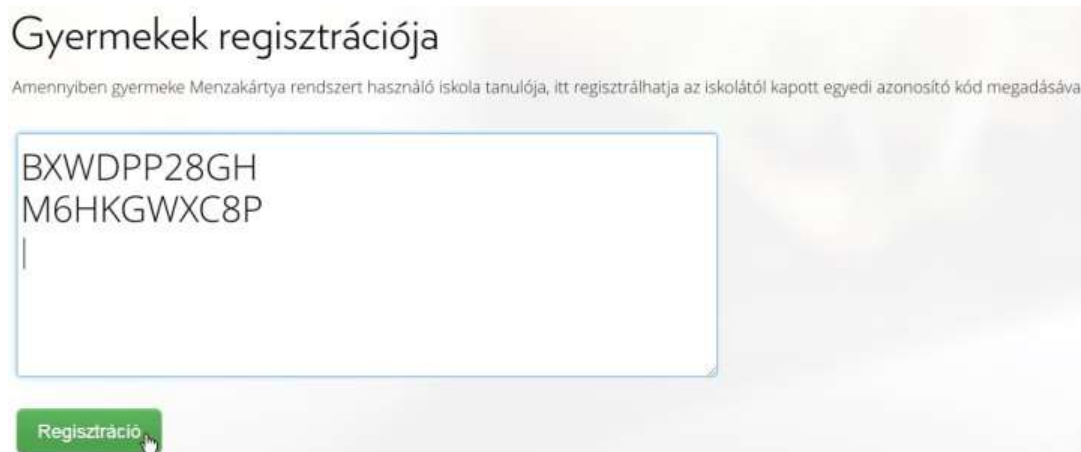 Gyermekek regisztrációja
Amennyiben gyermeke Menzakártya rendszert használó iskola tanulója, itt regisztrálhatja az iskolától kapott egyedi azonosító kód megadásáva
BXWDPP28GH
M6HKGWXC8P
Regisztráció